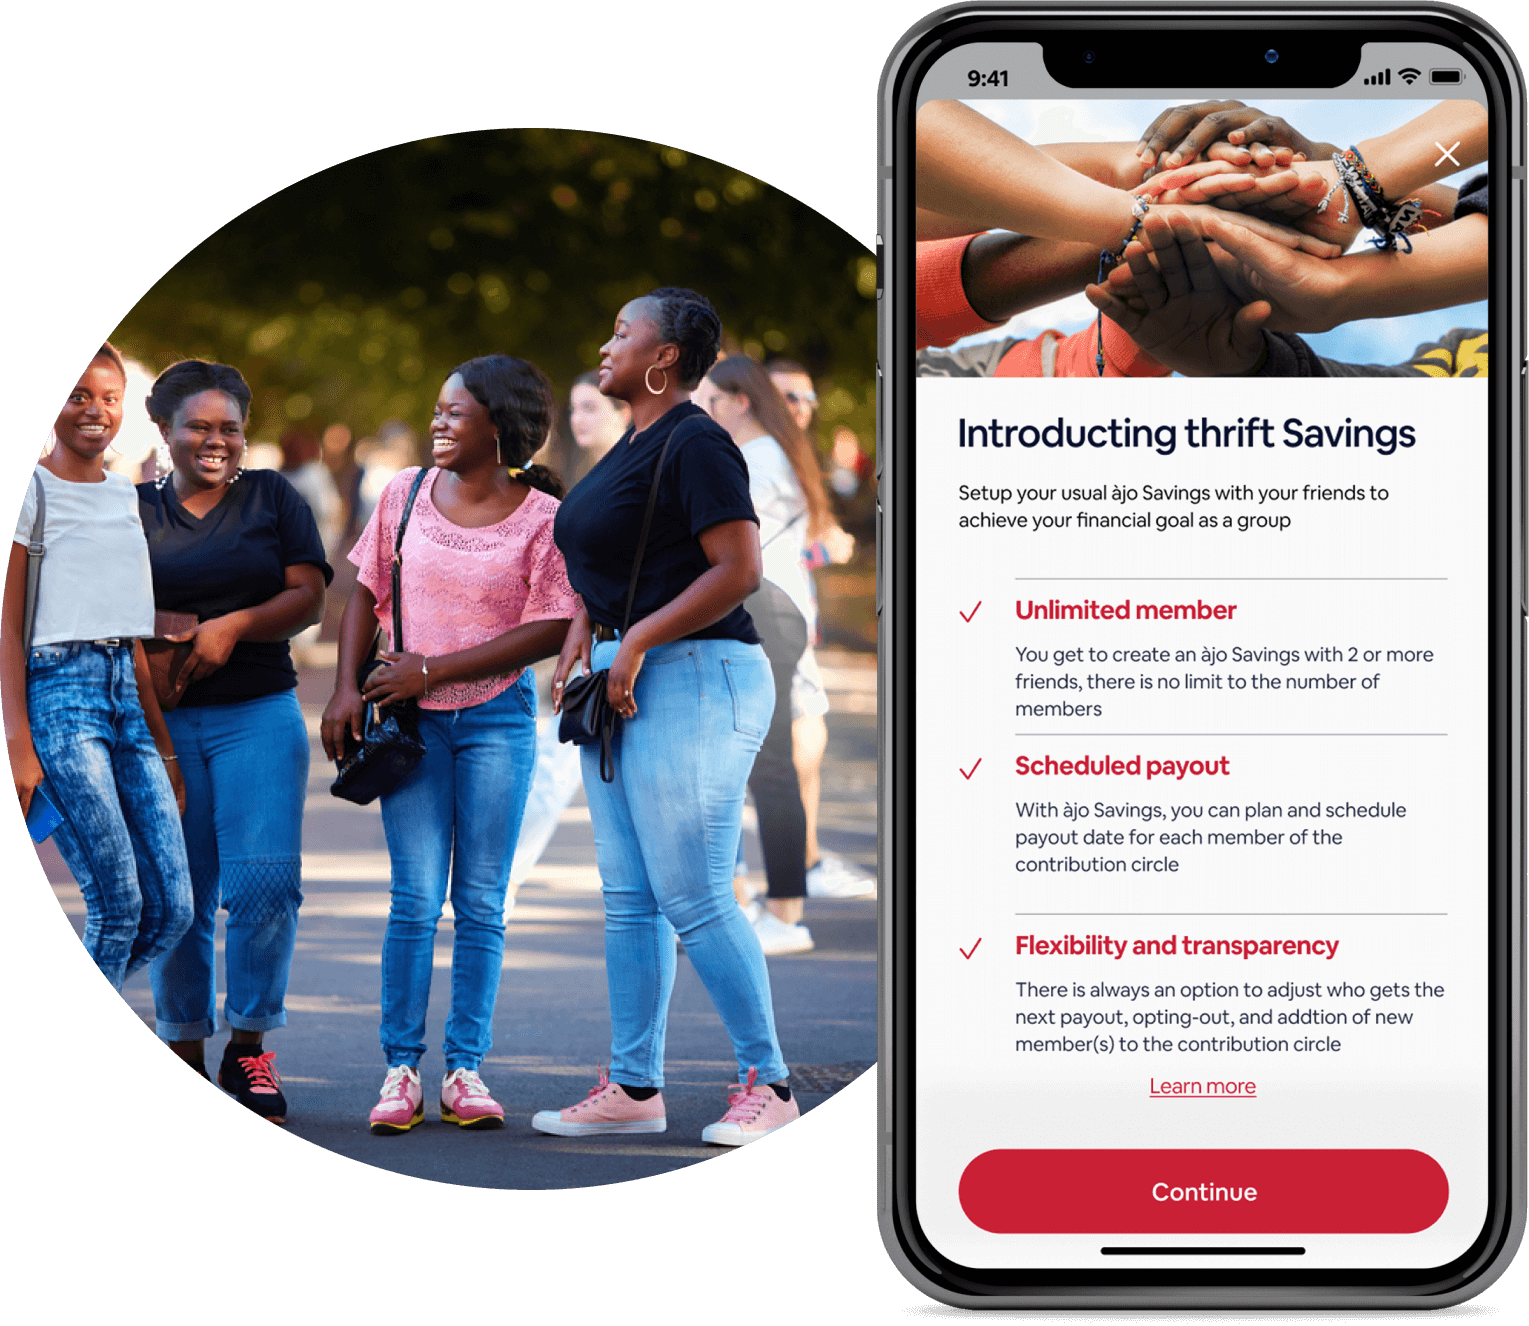 9:41
Introducting thrift Savings
Setup your usual àjo Savings with your friends to
achieve your financial goal as a group
Unlimited member
You get to create an àjo Savings with 2 or more
friends, there is no limit to the number of
members
Scheduled payout
With àjo Savings, you can plan and schedule
payout date for each member of the
contribution circle
Flexibility and transparency
There is always an option to adjust who gets the
next payout, opting-out, and addtion of new
member(s) to the contribution circle
Learn more
Continue